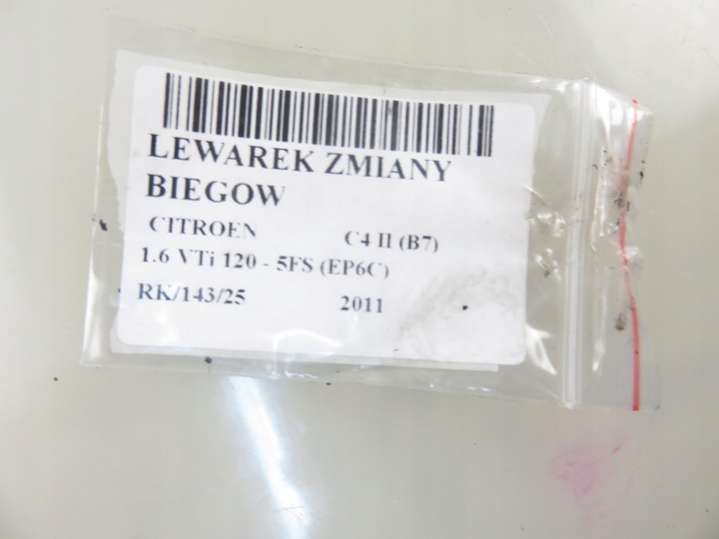 LEWAREK ZMIANY
BIEGOW
CITROEN C4 II (B7)
1.6 VTi 120 - 5FS (EP6C)
RK/143/25 2011